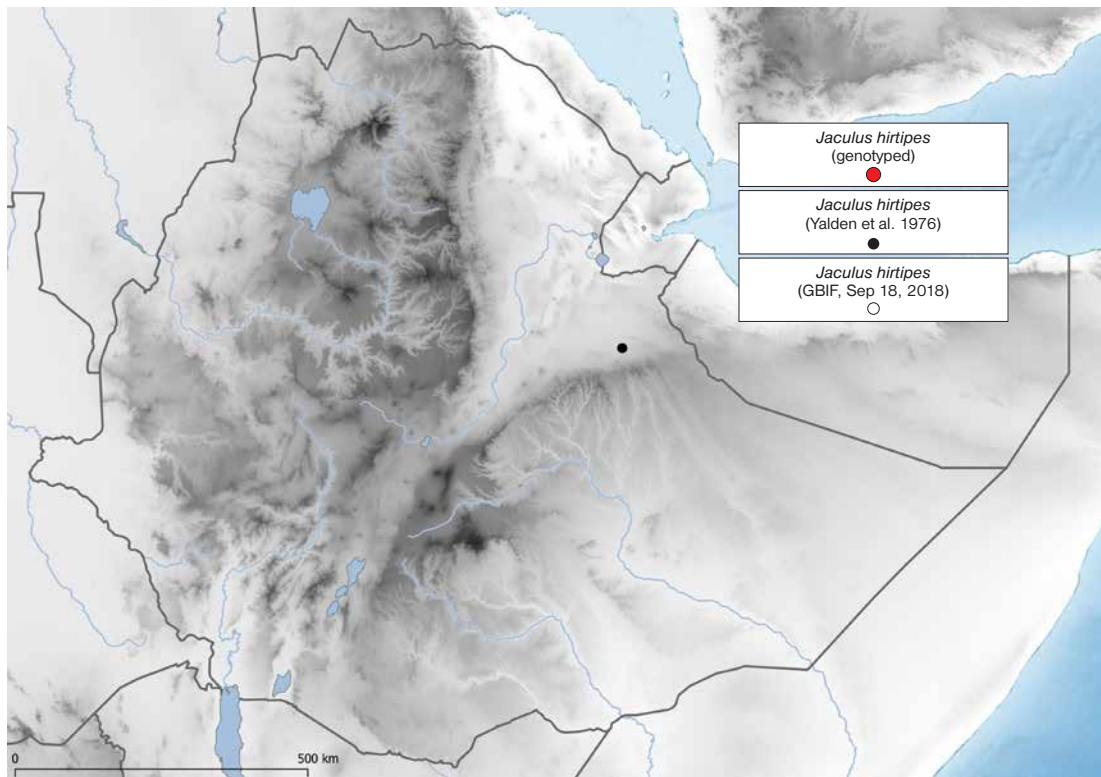 Jaculus hirtipes
(genotyped)
Jaculus hirtipes
(Yalden et al. 1976)
Jaculus hirtipes
(GBIF, Sep 18, 2018)
0 500 km